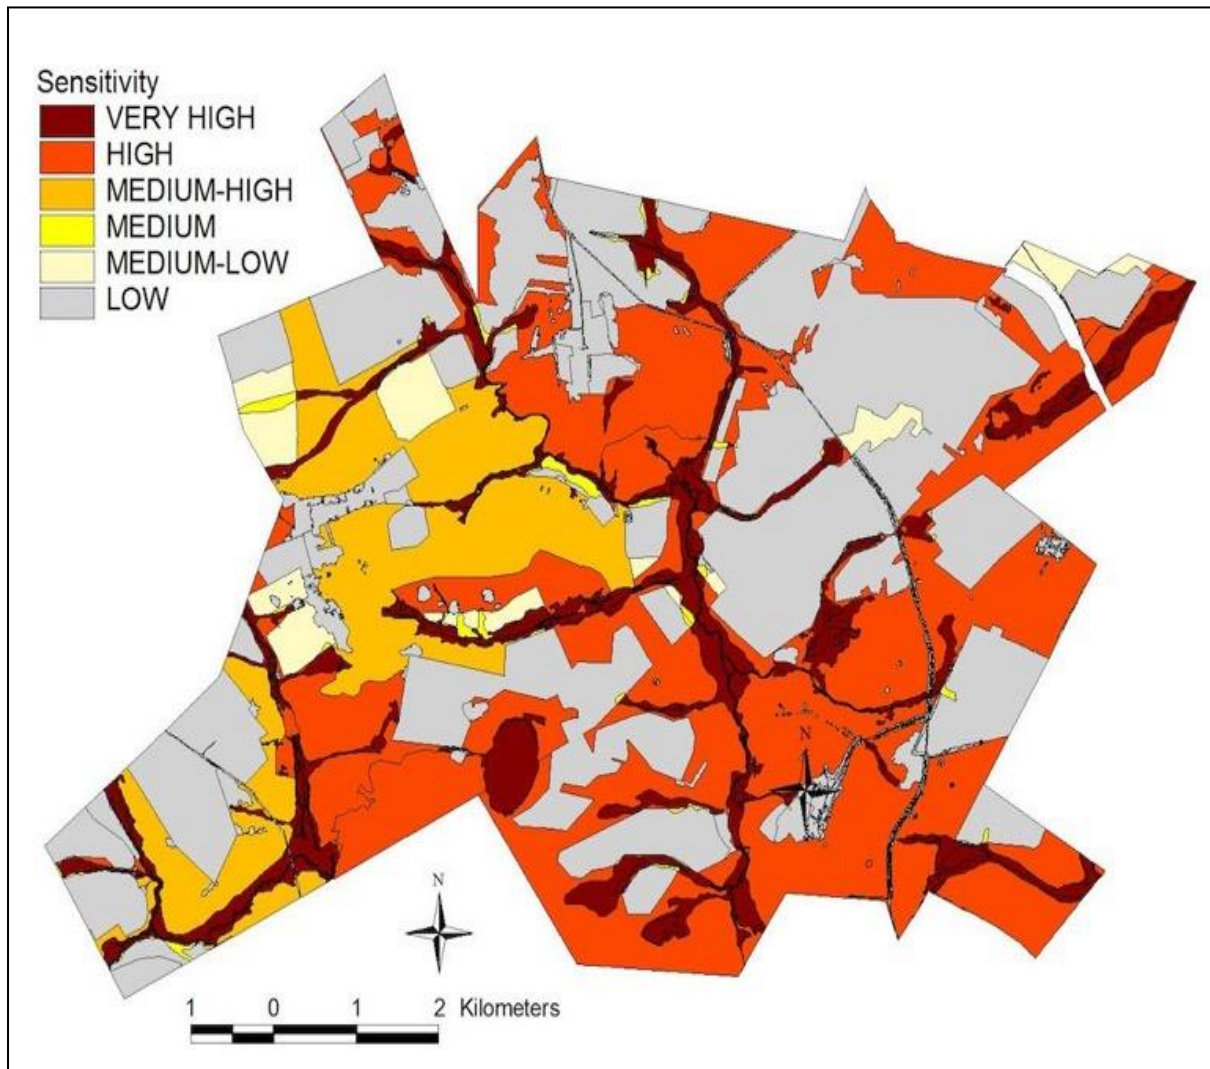 Sensitivity
VERY HIGH
HIGH
MEDIUM-HIGH
MEDIUM
MEDIUM-LOW
LOW
N
N
1 0 1 2 Kilometers